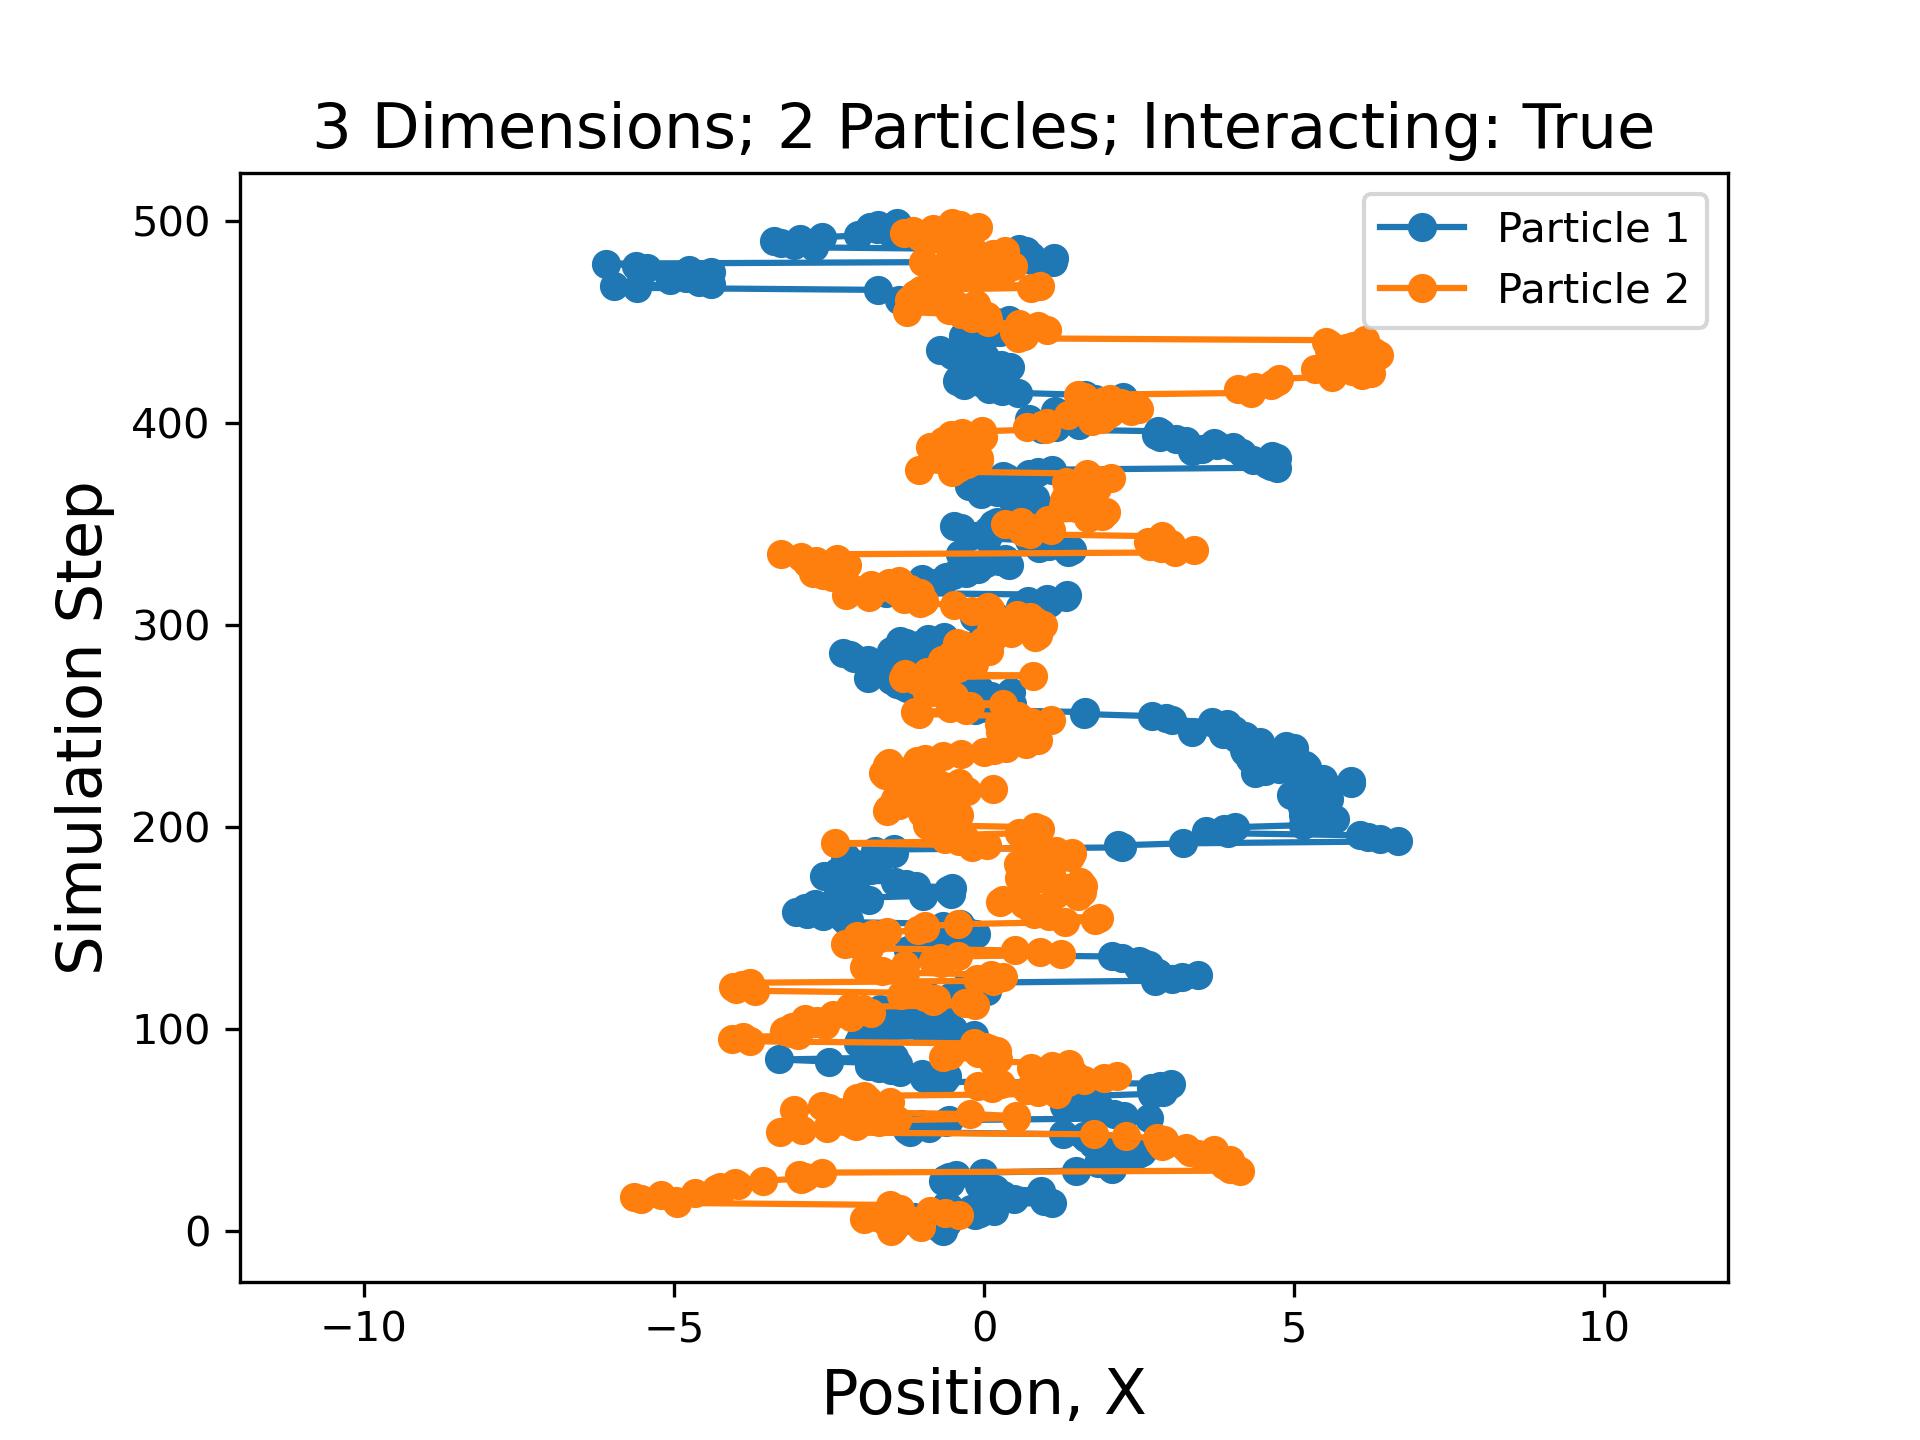 3 Dimensions; 2 Particles; Interacting: True
Particle 1
Particle 2
500
400
300
200
100
0
Simulation Step
−10
−5
0
5
10
Position, X